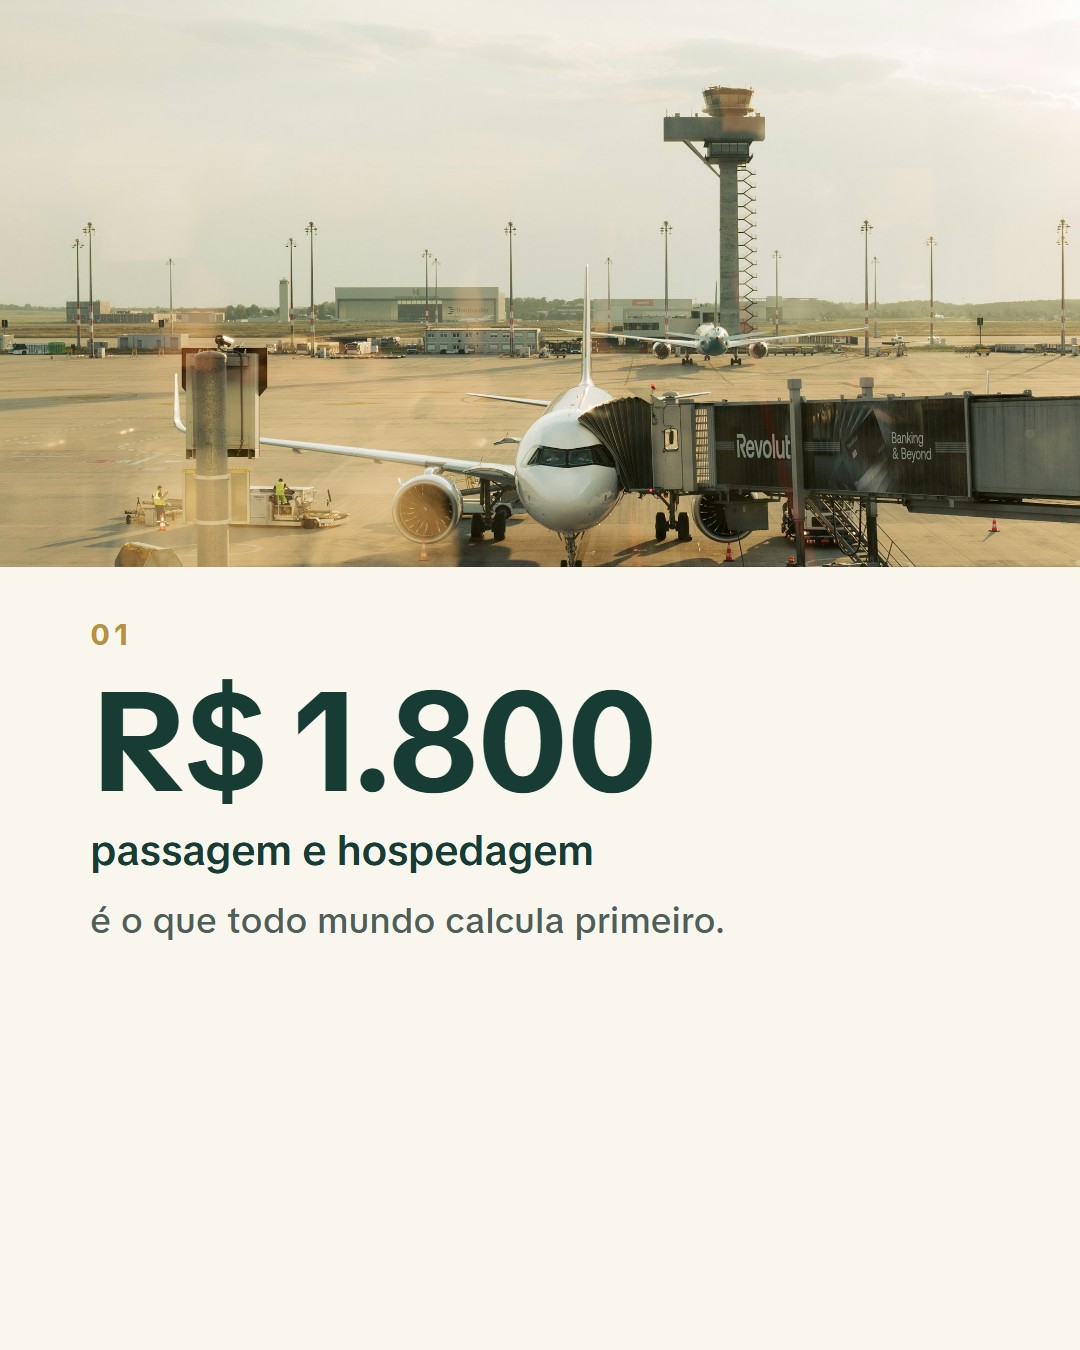 Revolut
Banking
& Beyond
01
R$ 1.800
passagem e hospedagem
é o que todo mundo calcula primeiro.